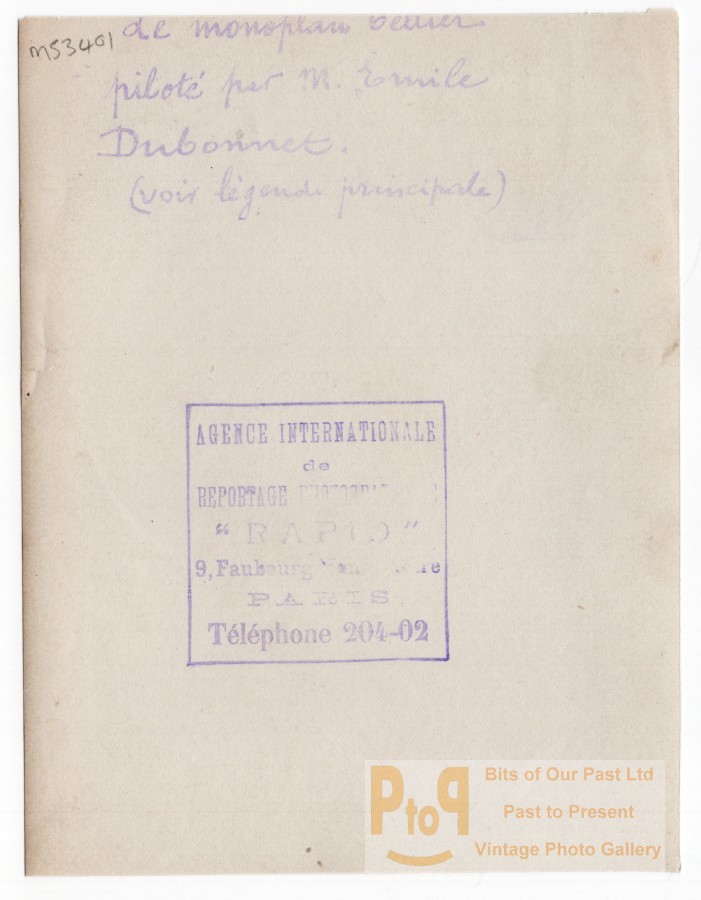 m53401
de monoplan Tellier
piloté par M. Emile
Dubonnet.
(voir légende principale)
AGENCE INTERNATIONALE
de
REPORTAGE
"RAPID"
9, Faubourg
PARIS
Téléphone 204-02
PtoP
Bits of Our Past Ltd
Past to Present
Vintage Photo Gallery